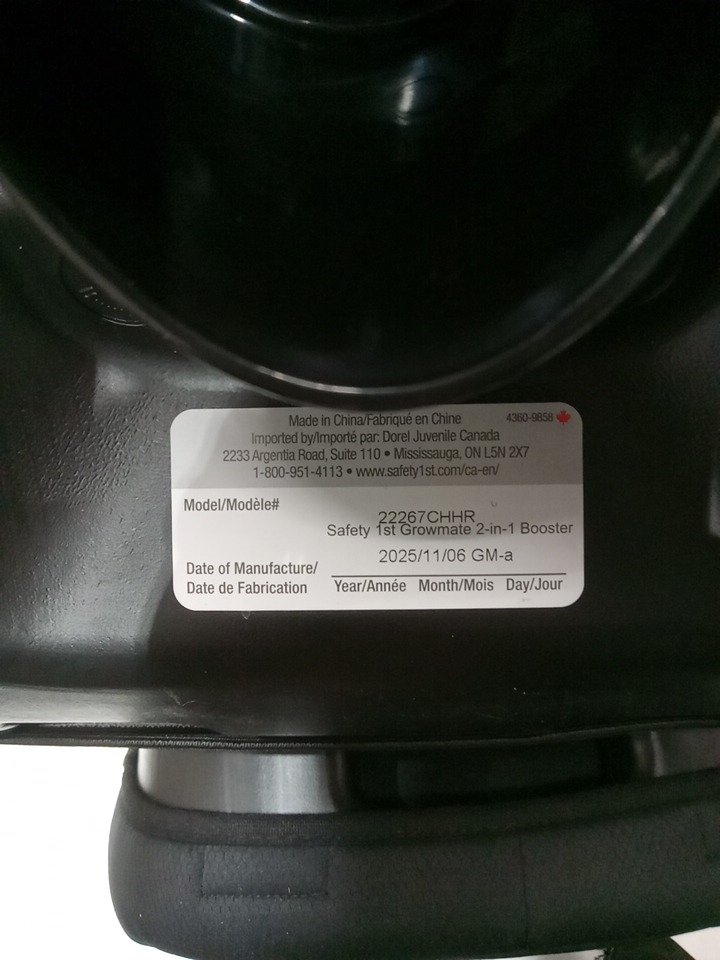 Made in China/Fabriqué en Chine
4360-9858
Imported by/Importé par: Dorel Juvenile Canada
2233 Argentia Road, Suite 110 • Mississauga, ON L5N 2X7
1-800-951-4113 • www.safety1st.com/ca-en/
Model/Modèle#
22267CHHR
Safety 1st Growmate 2-in-1 Booster
2025/11/06 GM-a
Date of Manufacture/
Date de Fabrication
Year/Année Month/Mois Day/Jour